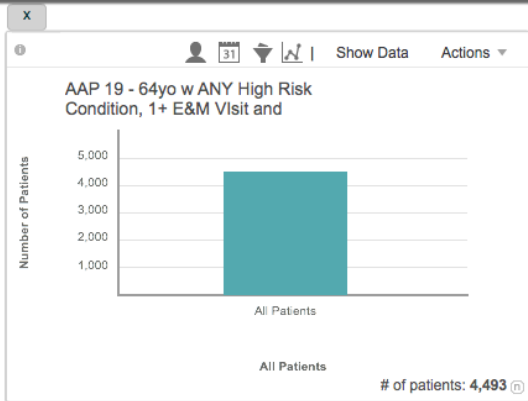 x
i
31
Show Data
Actions
AAP 19 - 64yo w ANY High Risk
Condition, 1+ E&M VIsit and
Number of Patients
5,000
4,000
3,000
2,000
1,000
All Patients
All Patients
# of patients: 4,493 n